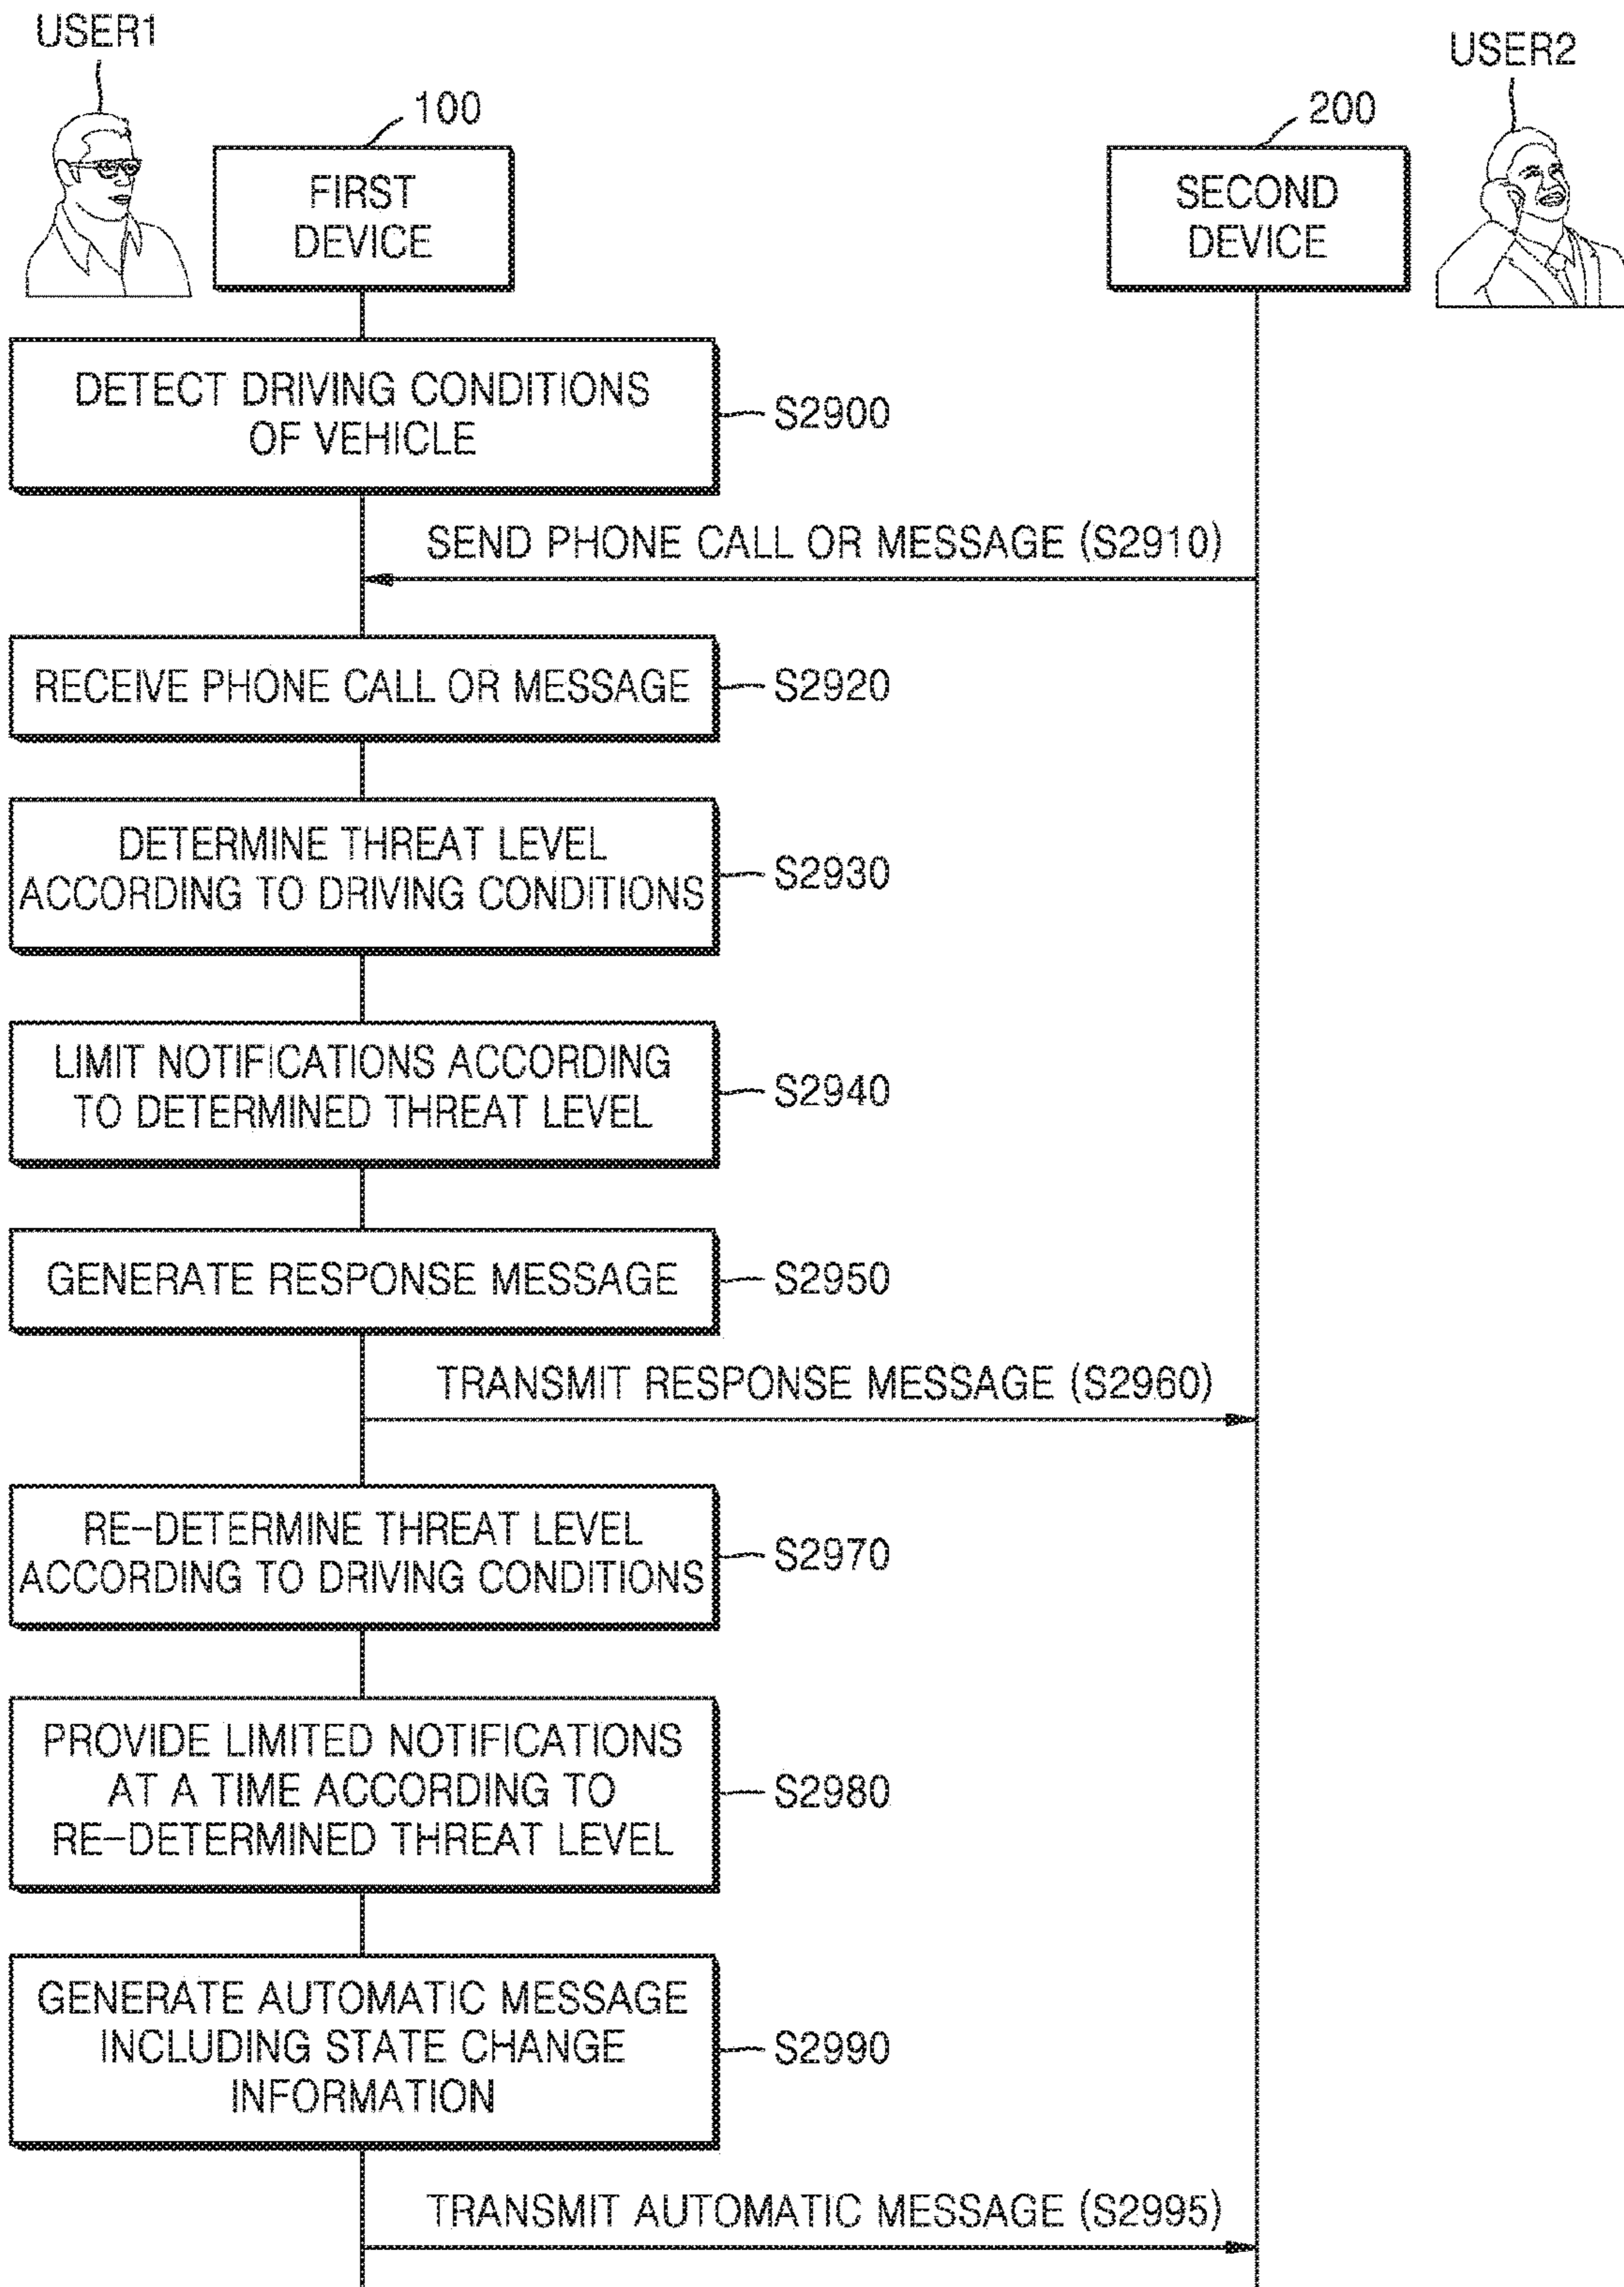 USER1
USER2
100
200
FIRST
DEVICE
SECOND
DEVICE
DETECT DRIVING CONDITIONS
OF VEHICLE
S2900
SEND PHONE CALL OR MESSAGE (S2910)
RECEIVE PHONE CALL OR MESSAGE
S2920
DETERMINE THREAT LEVEL
ACCORDING TO DRIVING CONDITIONS
S2930
LIMIT NOTIFICATIONS ACCORDING
TO DETERMINED THREAT LEVEL
S2940
GENERATE RESPONSE MESSAGE
S2950
TRANSMIT RESPONSE MESSAGE (S2960)
RE-DETERMINE THREAT LEVEL
ACCORDING TO DRIVING CONDITIONS
S2970
PROVIDE LIMITED NOTIFICATIONS
AT A TIME ACCORDING TO
RE-DETERMINED THREAT LEVEL
S2980
GENERATE AUTOMATIC MESSAGE
INCLUDING STATE CHANGE
INFORMATION
S2990
TRANSMIT AUTOMATIC MESSAGE (S2995)